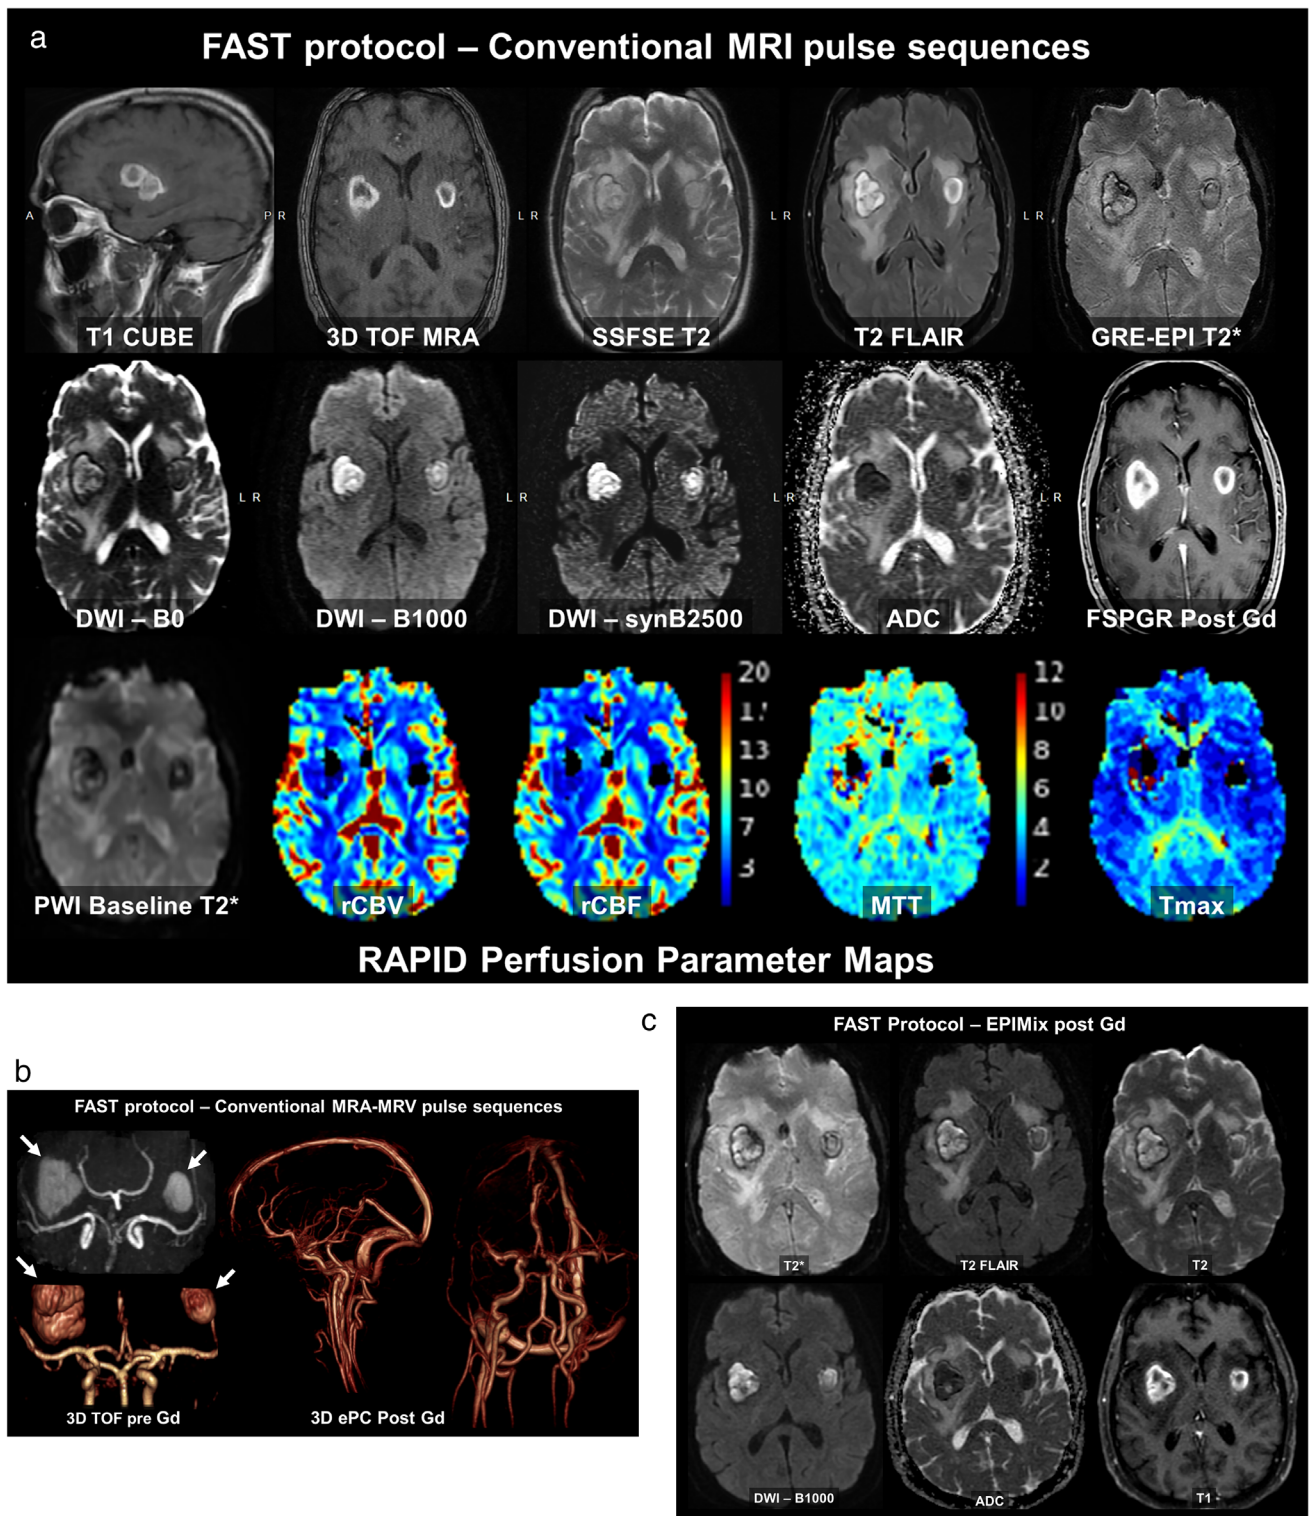 a
FAST protocol – Conventional MRI pulse sequences
A
P R
L R
L R
L R
T1 CUBE
3D TOF MRA
SSFSE T2
T2 FLAIR
GRE-EPI T2*
L R
L R
L R
L R
DWI – B0
DWI – B1000
DWI – synB2500
ADC
FSPGR Post Gd
20
13
10
7
3
12
10
8
6
4
2
PWI Baseline T2*
rCBV
rCBF
MTT
Tmax
RAPID Perfusion Parameter Maps
b
FAST protocol – Conventional MRA-MRV pulse sequences
3D TOF pre Gd
3D ePC Post Gd
c
FAST Protocol – EPIMix post Gd
T2*
T2 FLAIR
T2
DWI – B1000
ADC
T1